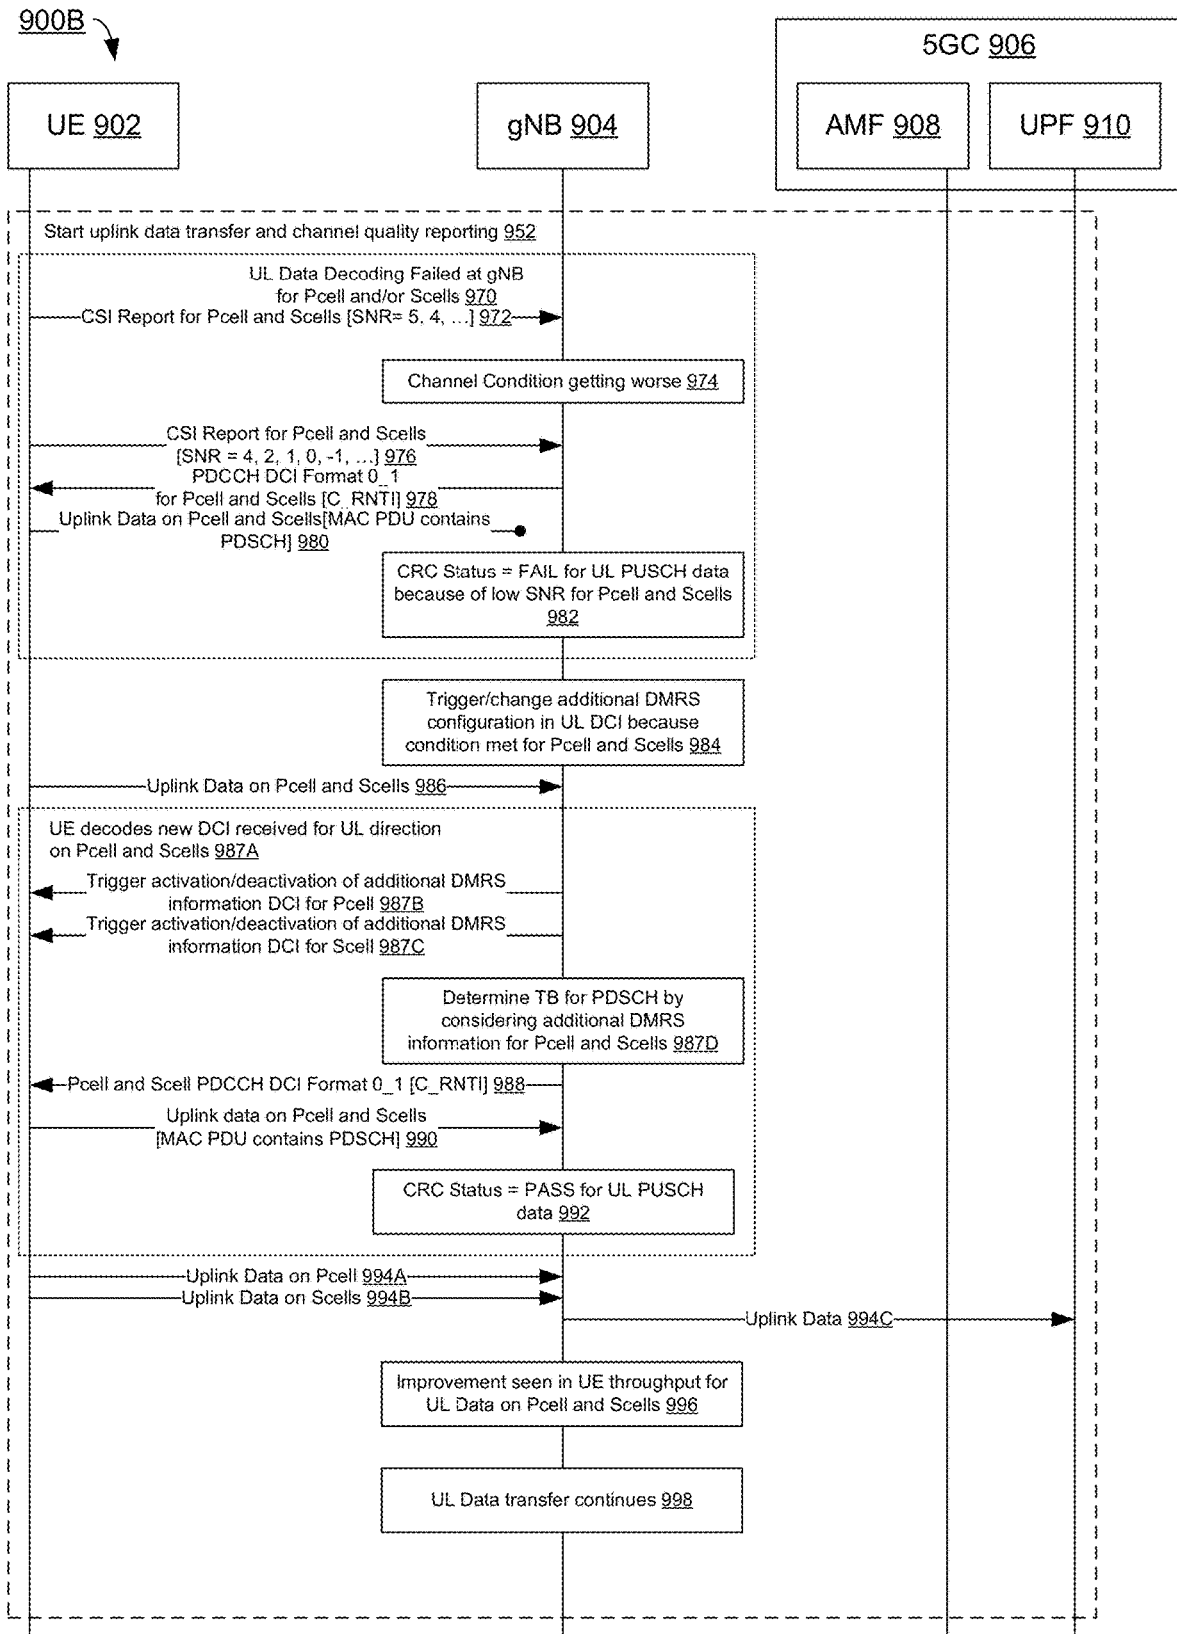 900B
5GC 906
UE 902
gNB 904
AMF 908
UPF 910
Start uplink data transfer and channel quality reporting 952
UL Data Decoding Failed at gNB
for Pcell and/or Scells 970
CSI Report for Pcell and Scells [SNR= 5, 4, ...] 972
Channel Condition getting worse 974
CSI Report for Pcell and Scells
[SNR = 4, 2, 1, 0, -1, ...] 976
PDCCH DCI Format 0_1
for Pcell and Scells [C_RNTI] 978
Uplink Data on Pcell and Scells[MAC PDU contains
PDSCH] 980
CRC Status = FAIL for UL PUSCH data
because of low SNR for Pcell and Scells
982
Trigger/change additional DMRS
configuration in UL DCI because
condition met for Pcell and Scells 984
Uplink Data on Pcell and Scells 986
UE decodes new DCI received for UL direction
on Pcell and Scells 987A
Trigger activation/deactivation of additional DMRS
information DCI for Pcell 987B
Trigger activation/deactivation of additional DMRS
information DCI for Scell 987C
Determine TB for PDSCH by
considering additional DMRS
information for Pcell and Scells 987D
Pcell and Scell PDCCH DCI Format 0_1 [C_RNTI] 988
Uplink data on Pcell and Scells
[MAC PDU contains PDSCH] 990
CRC Status = PASS for UL PUSCH
data 992
Uplink Data on Pcell 994A
Uplink Data on Scells 994B
Uplink Data 994C
Improvement seen in UE throughput for
UL Data on Pcell and Scells 996
UL Data transfer continues 998